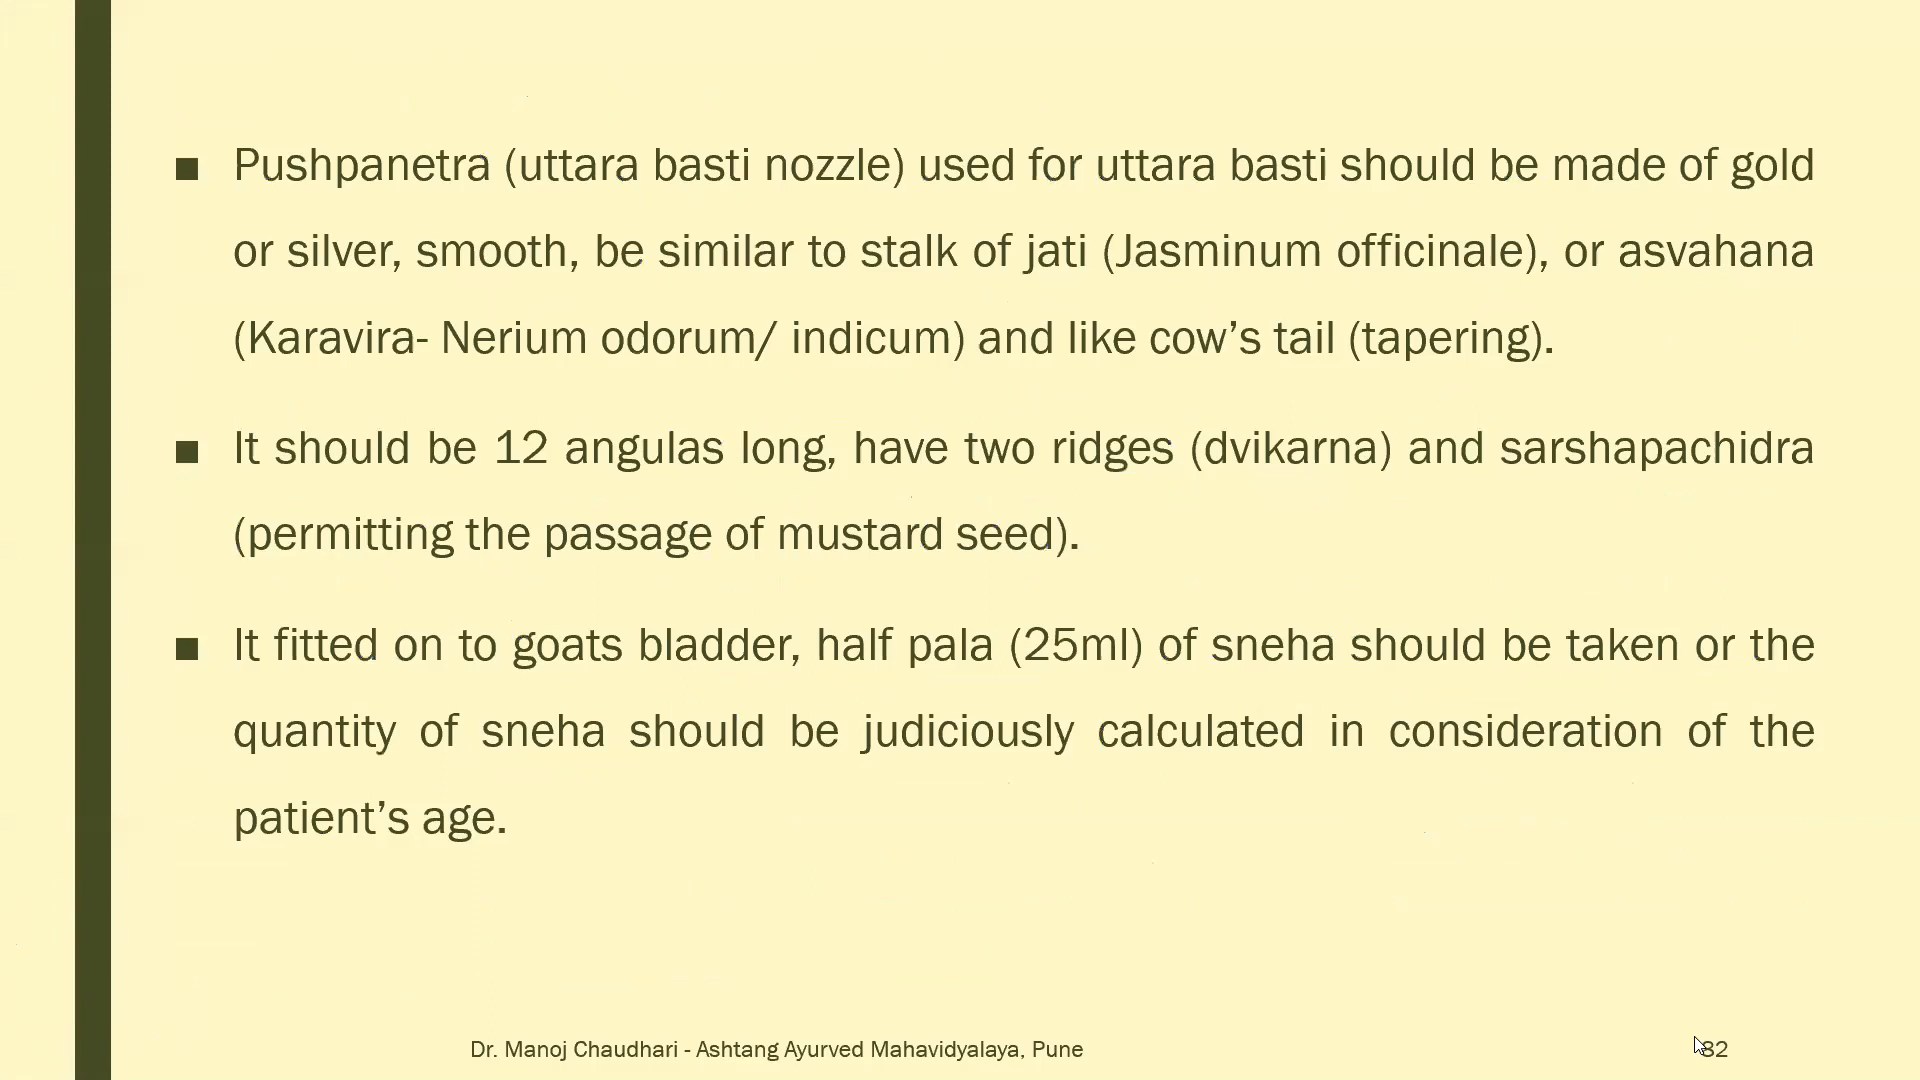 ■ Pushpanetra (uttara basti nozzle) used for uttara basti should be made of gold
or silver, smooth, be similar to stalk of jati (Jasminum officinale), or asvahana
(Karavira- Nerium odorum/ indicum) and like cow’s tail (tapering).
■ It should be 12 angulas long, have two ridges (dvikarna) and sarshapachidra
(permitting the passage of mustard seed).
■ It fitted on to goats bladder, half pala (25ml) of sneha should be taken or the
quantity of sneha should be judiciously calculated in consideration of the
patient’s age.
Dr. Manoj Chaudhari - Ashtang Ayurved Mahavidyalaya, Pune